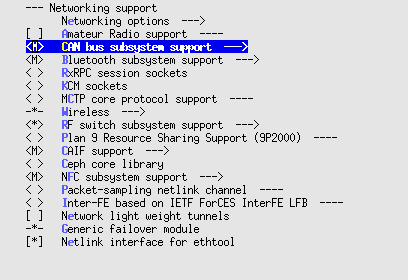 --- Networking support
Networking options --->
[ ] Amateur Radio support ----
<M> CAN bus subsystem support --->
<M> Bluetooth subsystem support --->
< > RxRPC session sockets
< > KCM sockets
< > MCTP core protocol support ----
-*- Wireless --->
<*> RF switch subsystem support --->
< > Plan 9 Resource Sharing Support (9P2000) ----
<M> CAIF support --->
< > Ceph core library
<M> NFC subsystem support --->
< > Packet-sampling netlink channel ----
< > Inter-FE based on IETF ForCES InterFE LFB ----
[ ] Network light weight tunnels
-*- Generic failover module
[*] Netlink interface for ethtool